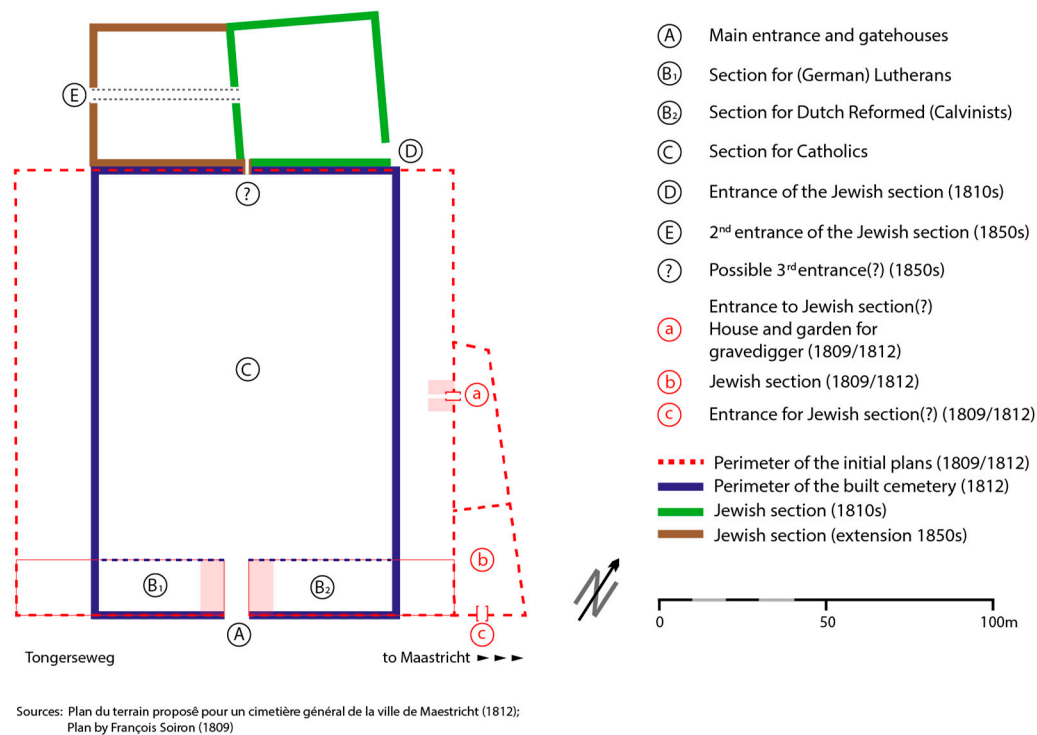 E
D
?
C
a
b
B1
B2
A
c
Tongerseweg
to Maastricht
Sources: Plan du terrain proposê pour un cimetière général de la ville de Maestricht (1812);
Plan by François Soiron (1809)
A Main entrance and gatehouses
B1 Section for (German) Lutherans
B2 Section for Dutch Reformed (Calvinists)
C Section for Catholics
D Entrance of the Jewish section (1810s)
E 2nd entrance of the Jewish section (1850s)
? Possible 3rd entrance(?) (1850s)
Entrance to Jewish section(?)
a House and garden for
gravedigger (1809/1812)
b Jewish section (1809/1812)
c Entrance for Jewish section(?) (1809/1812)
Perimeter of the initial plans (1809/1812)
Perimeter of the built cemetery (1812)
Jewish section (1810s)
Jewish section (extension 1850s)
N
0 50 100m